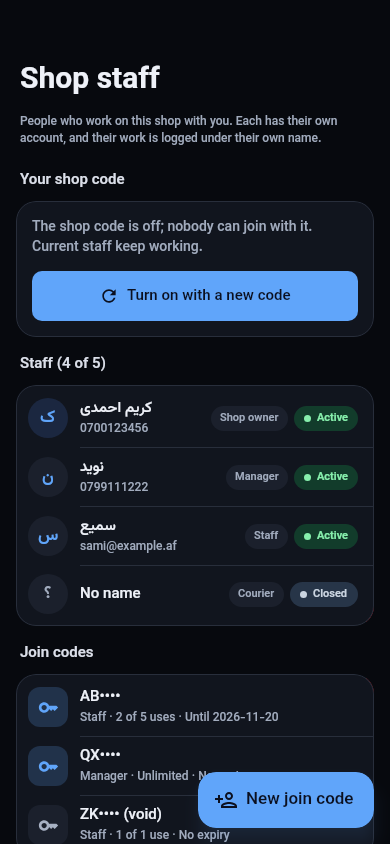 Shop staff
People who work on this shop with you. Each has their own
account, and their work is logged under their own name.
Your shop code
The shop code is off; nobody can join with it.
Current staff keep working.
Turn on with a new code
Staff (4 of 5)
ک کریم احمدی Shop owner Active
0700123456
ن نوید Manager Active
0799111222
س سمیع Staff Active
sami@example.af
؟ No name Courier Closed
Join codes
AB••••
Staff · 2 of 5 uses · Until 2026-11-20
QX••••
Manager · Unlimited ·
New join code
ZK•••• (void)
Staff · 1 of 1 use · No expiry